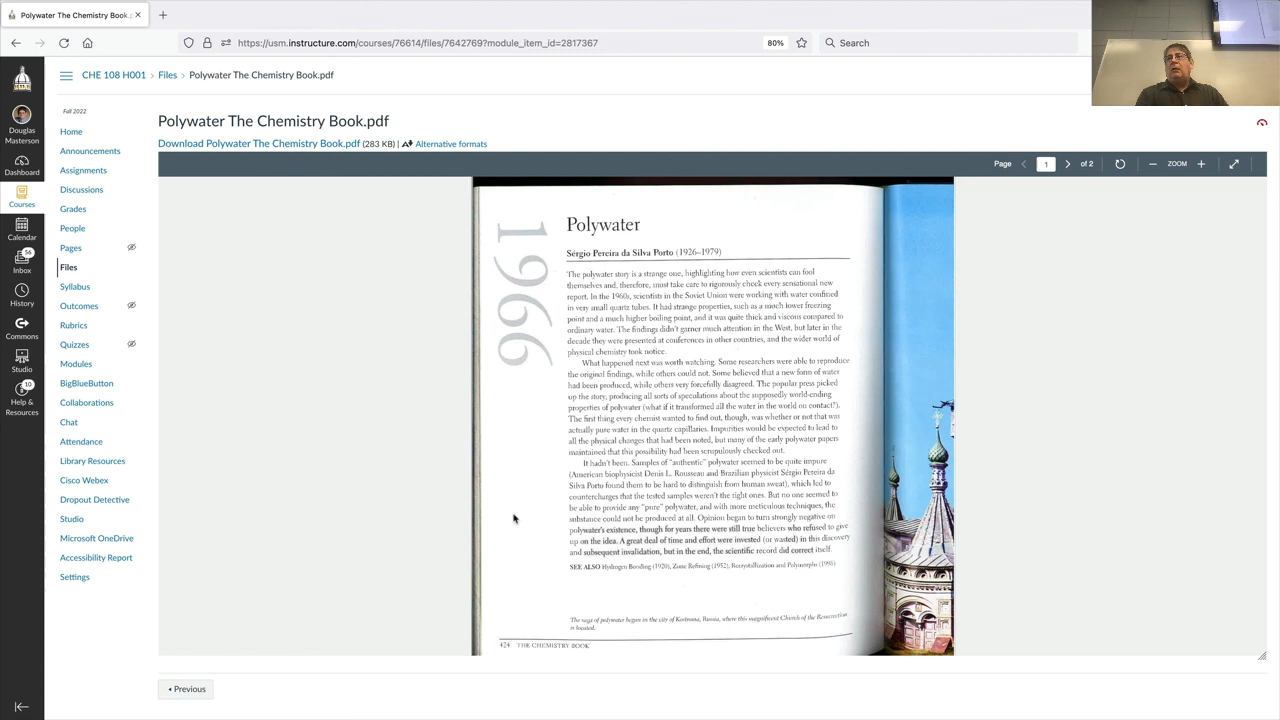 Polywater The Chemistry Book.p
https://usm.instructure.com/courses/76614/files/7642769?module_item_id=2817367
80%
Search
CHE 108 H001 > Files > Polywater The Chemistry Book.pdf
Douglas
Masterson
Dashboard
Courses
Calendar
56
Inbox
History
Commons
Studio
10
Help &
Resources
Fall 2022
Home
Announcements
Assignments
Discussions
Grades
People
Pages
Files
Syllabus
Outcomes
Rubrics
Quizzes
Modules
BigBlueButton
Collaborations
Chat
Attendance
Library Resources
Cisco Webex
Dropout Detective
Studio
Microsoft OneDrive
Accessibility Report
Settings
Polywater The Chemistry Book.pdf
Download Polywater The Chemistry Book.pdf (283 KB) | Alternative formats
Page < 1 > of 2 ZOOM
1966
Polywater
Sérgio Pereira da Silva Porto (1926–1979)
The polywater story is a strange one, highlighting how even scientists can fool
themselves and, therefore, must take care to rigorously check every sensational new
report. In the 1960s, scientists in the Soviet Union were working with water confined
in very small quartz tubes. It had strange properties, such as a much lower freezing
point and a much higher boiling point, and it was quite thick and viscous compared to
ordinary water. The findings didn't garner much attention in the West, but later in the
decade they were presented at conferences in other countries, and the wider world of
physical chemistry took notice.
What happened next was worth watching. Some researchers were able to reproduce
the original findings, while others could not. Some believed that a new form of water
had been produced, while others very forcefully disagreed. The popular press picked
up the story, producing all sorts of speculations about the supposedly world-ending
properties of polywater (what if it transformed all the water in the world on contact?).
The first thing every chemist wanted to find out, though, was whether or not that was
actually pure water in the quartz capillaries. Impurities would be expected to lead to
all the physical changes that had been noted, but many of the early polywater papers
maintained that this possibility had been scrupulously checked out.
It hadn't been. Samples of "authentic" polywater seemed to be quite impure
(American biophysicist Denis L. Rousseau and Brazilian physicist Sérgio Pereira da
Silva Porto found them to be hard to distinguish from human sweat), which led to
countercharges that the tested samples weren't the right ones. But no one seemed to
be able to provide any "pure" polywater, and with more meticulous techniques, the
substance could not be produced at all. Opinion began to turn strongly negative on
polywater's existence, though for years there were still true believers who refused to give
up on the idea. A great deal of time and effort were invested (or wasted) in this discovery
and subsequent invalidation, but in the end, the scientific record did correct itself.
SEE ALSO Hydrogen Bonding (1920), Zone Refining (1952), Recrystallization and Polymorphs (1998)
The saga of polywater began in the city of Kostroma, Russia, where this magnificent Church of the Resurrection
is located.
424 THE CHEMISTRY BOOK
Previous